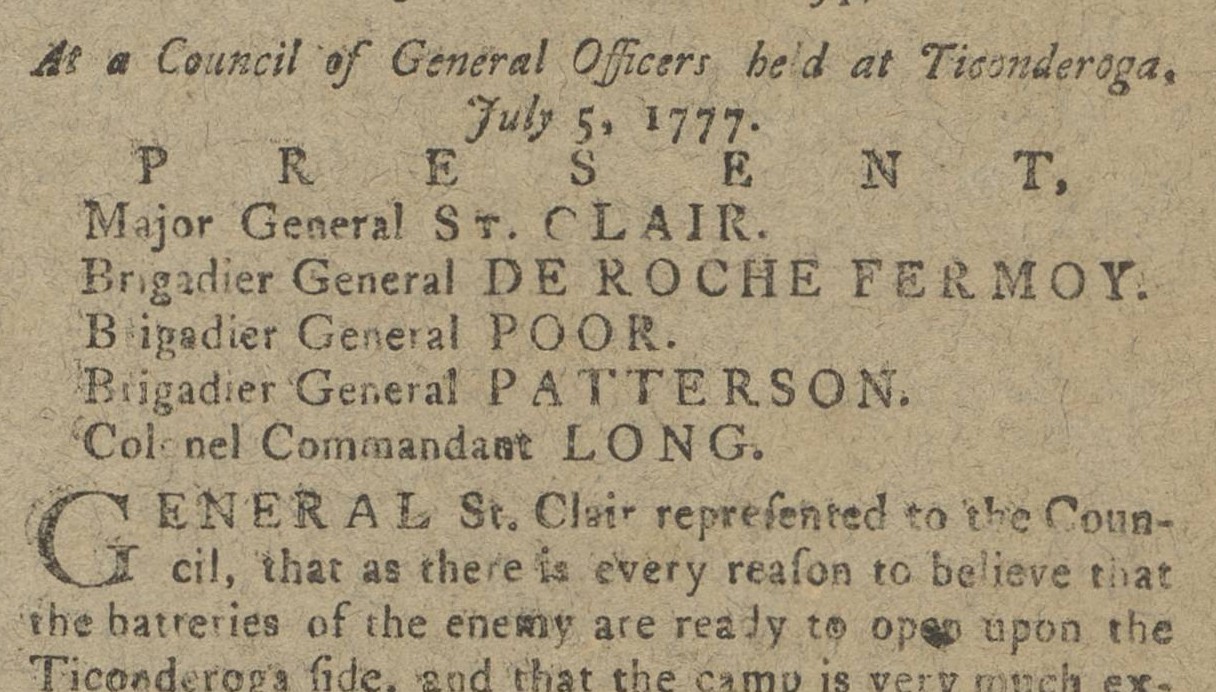 At a Council of General Officers held at Ticonderoga,
July 5, 1777.
P R E S E N T,
Major General ST. CLAIR.
Brigadier General DE ROCHE FERMOY.
Brigadier General POOR.
Brigadier General PATTERSON.
Colonel Commandant LONG.
GENERAL St. Clair repreſented to the Coun-
cil, that as there is every reaſon to believe that
the batteries of the enemy are ready to open upon the
Ticonderoga ſide, and that the camp is very much ex-